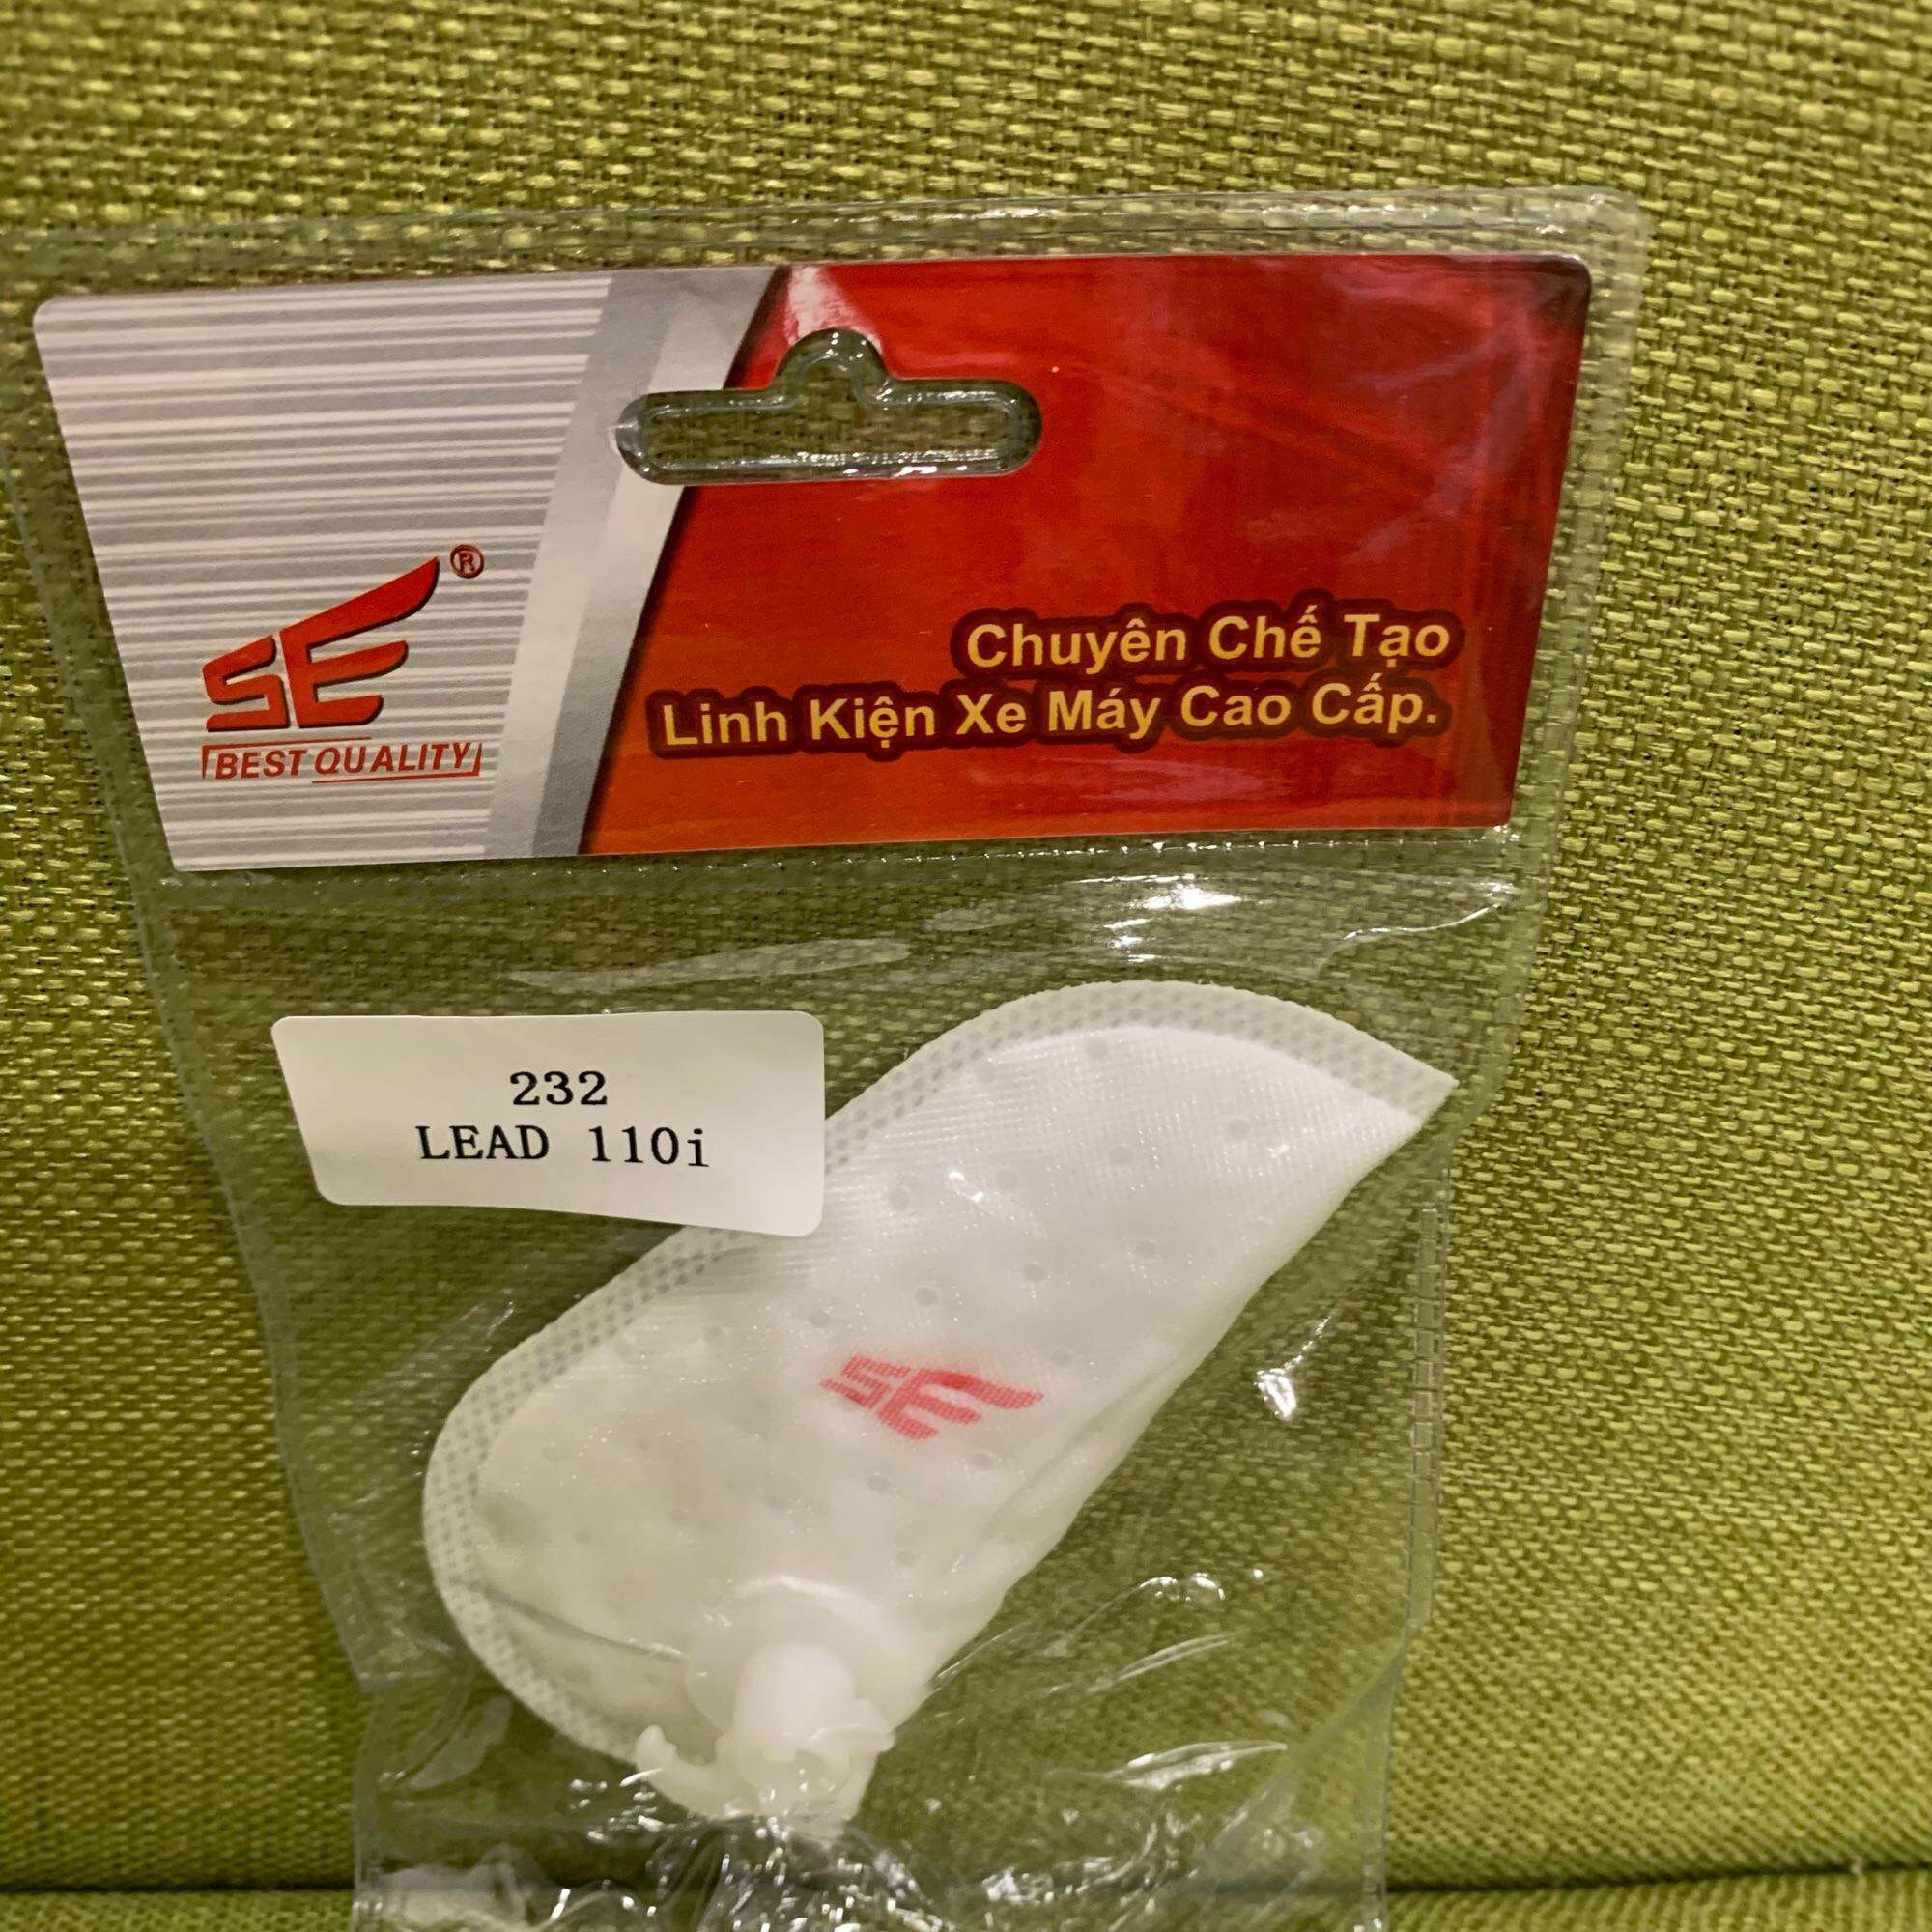 SE®
BEST QUALITY
Chuyên Chế Tạo
Linh Kiện Xe Máy Cao Cấp.
232
LEAD 110i
SE